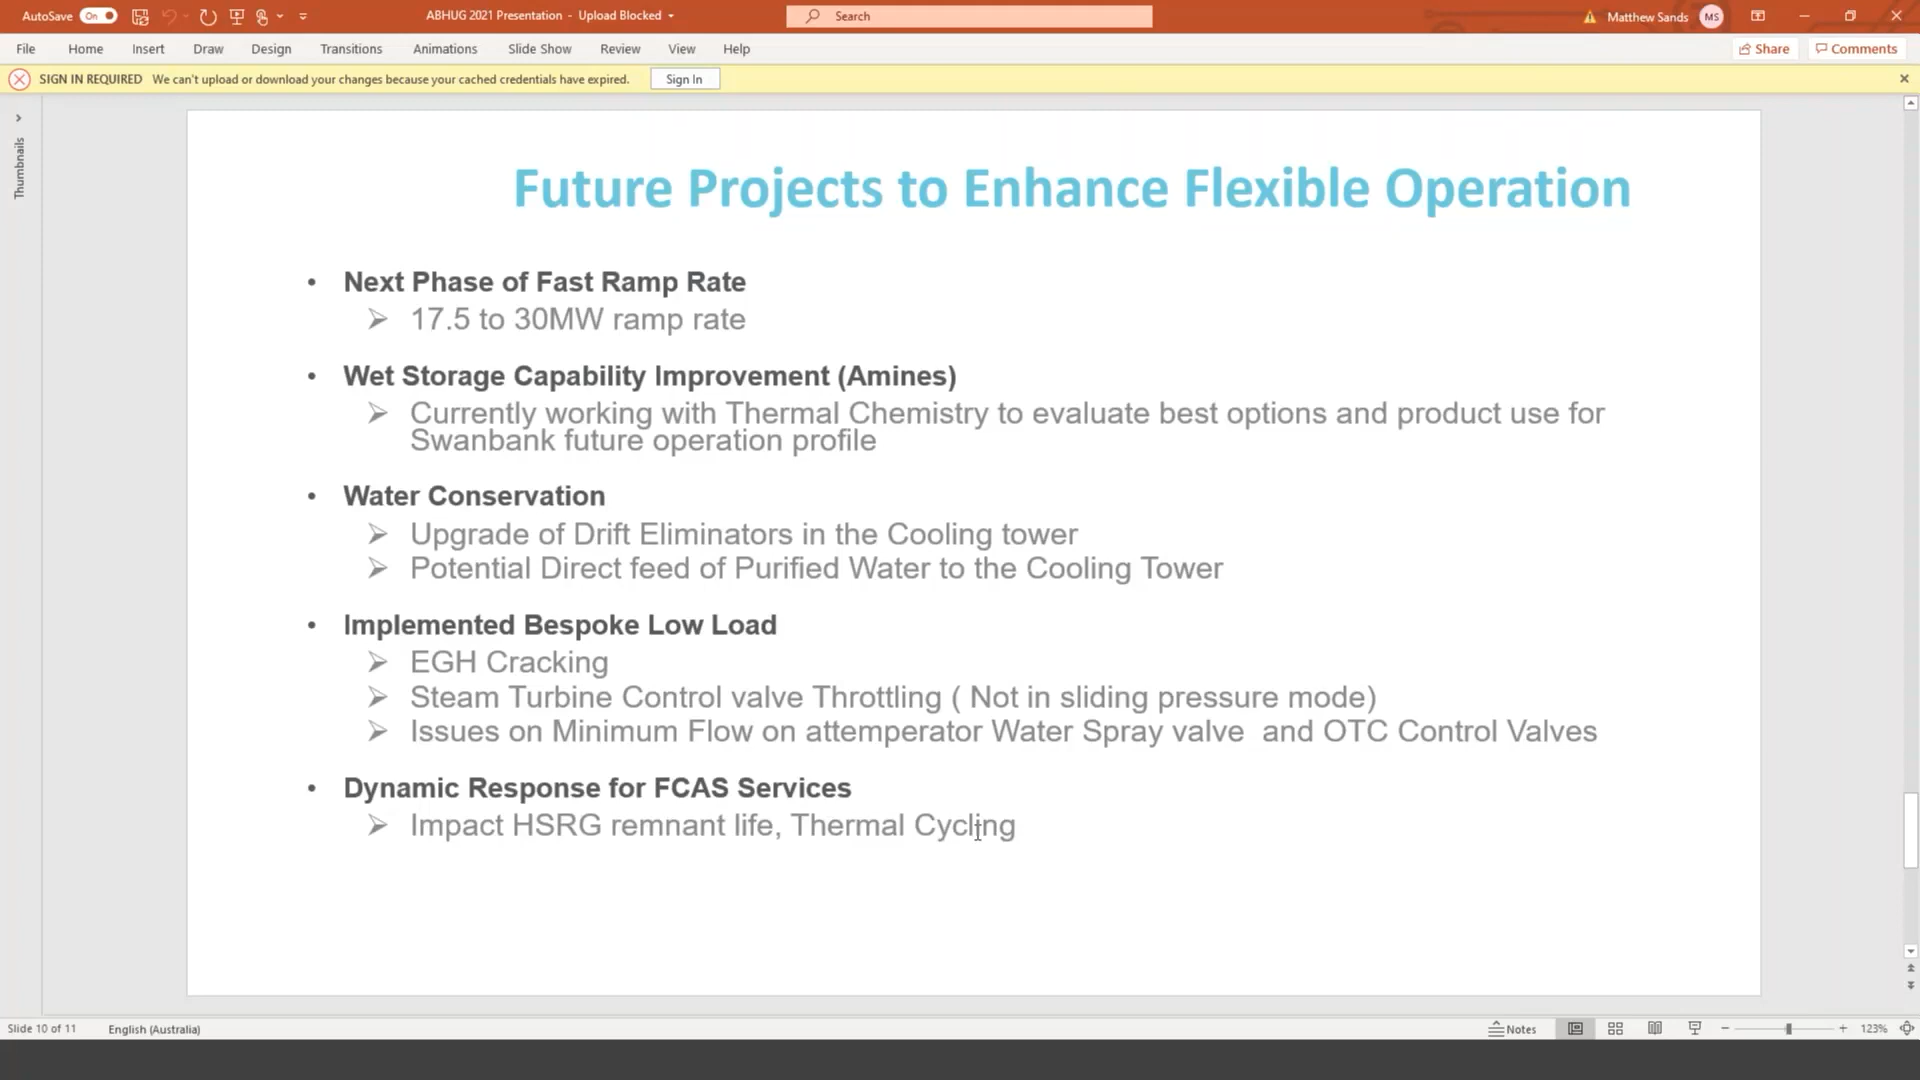 AutoSave On ABHUG 2021 Presentation - Upload Blocked Search Matthew Sands MS
File Home Insert Draw Design Transitions Animations Slide Show Review View Help Share Comments
SIGN IN REQUIRED We can't upload or download your changes because your cached credentials have expired. Sign In
Thumbnails
Future Projects to Enhance Flexible Operation
• Next Phase of Fast Ramp Rate
➢ 17.5 to 30MW ramp rate
• Wet Storage Capability Improvement (Amines)
➢ Currently working with Thermal Chemistry to evaluate best options and product use for
Swanbank future operation profile
• Water Conservation
➢ Upgrade of Drift Eliminators in the Cooling tower
➢ Potential Direct feed of Purified Water to the Cooling Tower
• Implemented Bespoke Low Load
➢ EGH Cracking
➢ Steam Turbine Control valve Throttling ( Not in sliding pressure mode)
➢ Issues on Minimum Flow on attemperator Water Spray valve and OTC Control Valves
• Dynamic Response for FCAS Services
➢ Impact HSRG remnant life, Thermal Cycling
Slide 10 of 11 English (Australia) Notes 123%